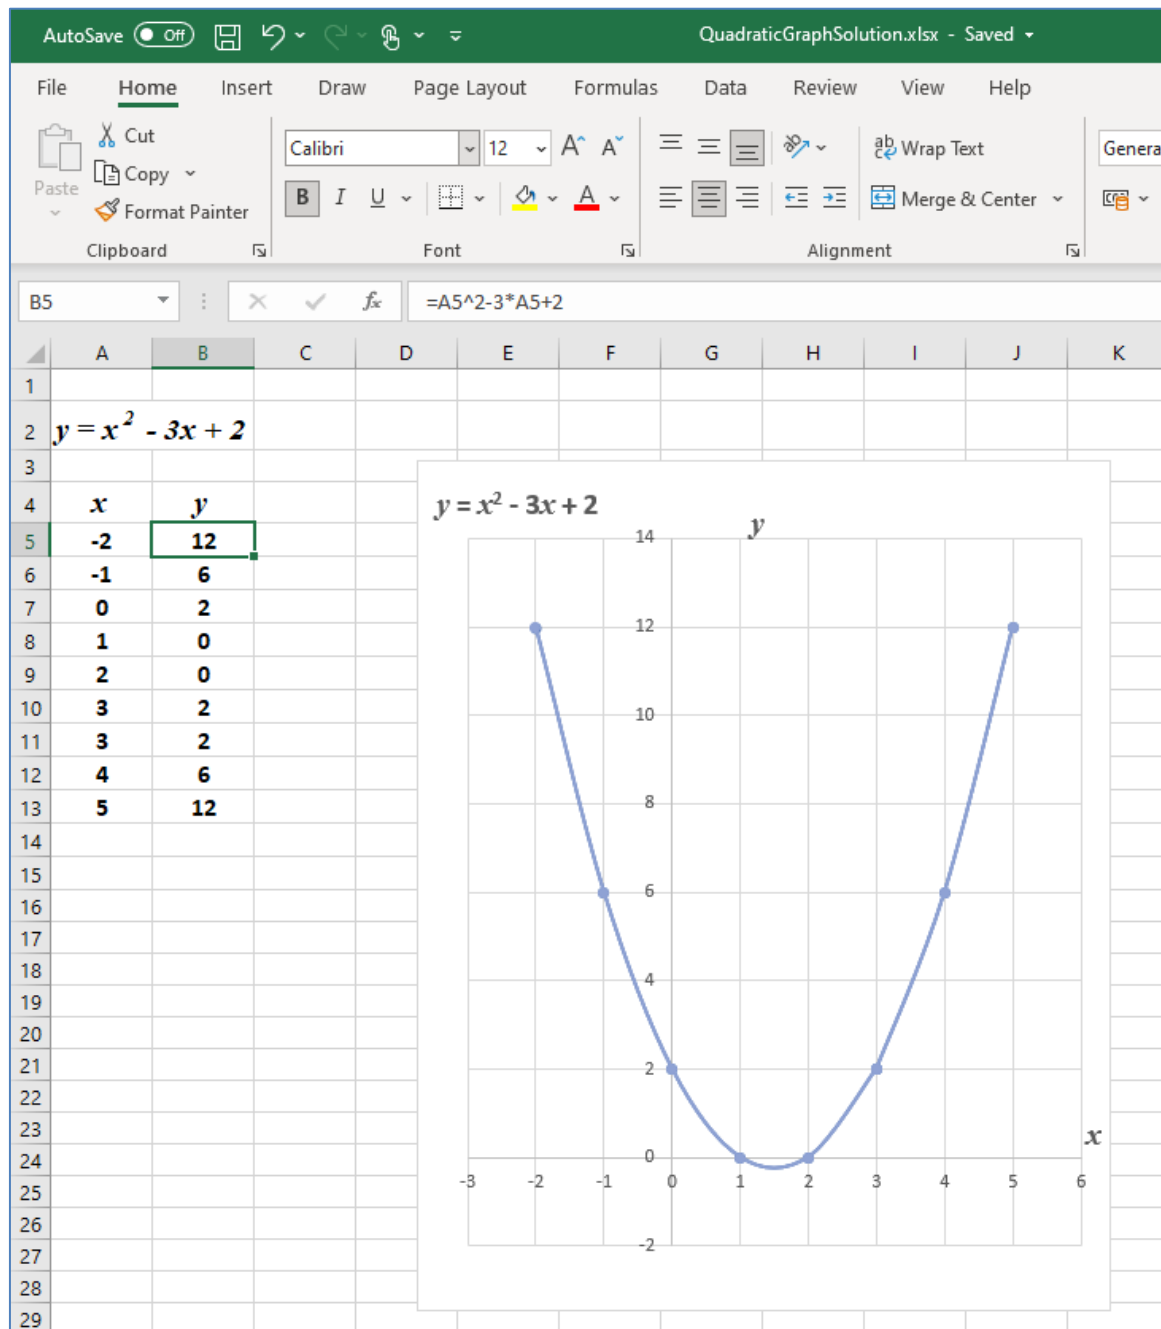 AutoSave Off QuadraticGraphSolution.xlsx - Saved
File Home Insert Draw Page Layout Formulas Data Review View Help
Paste
Cut
Copy
Format Painter
Clipboard
Calibri 12 A^ A˅
B I U A
Font
ab Wrap Text
Merge & Center
Alignment
Genera
B5 fx =A5^2-3*A5+2
A B C D E F G H I J K
1
2 y = x² - 3x + 2
3
4 x y
5 -2 12
6 -1 6
7 0 2
8 1 0
9 2 0
10 3 2
11 3 2
12 4 6
13 5 12
14
15
16
17
18
19
20
21
22
23
24
25
26
27
28
29
y = x² - 3x + 2
y
14
12
10
8
6
4
2
0
-2
x
-3 -2 -1 0 1 2 3 4 5 6